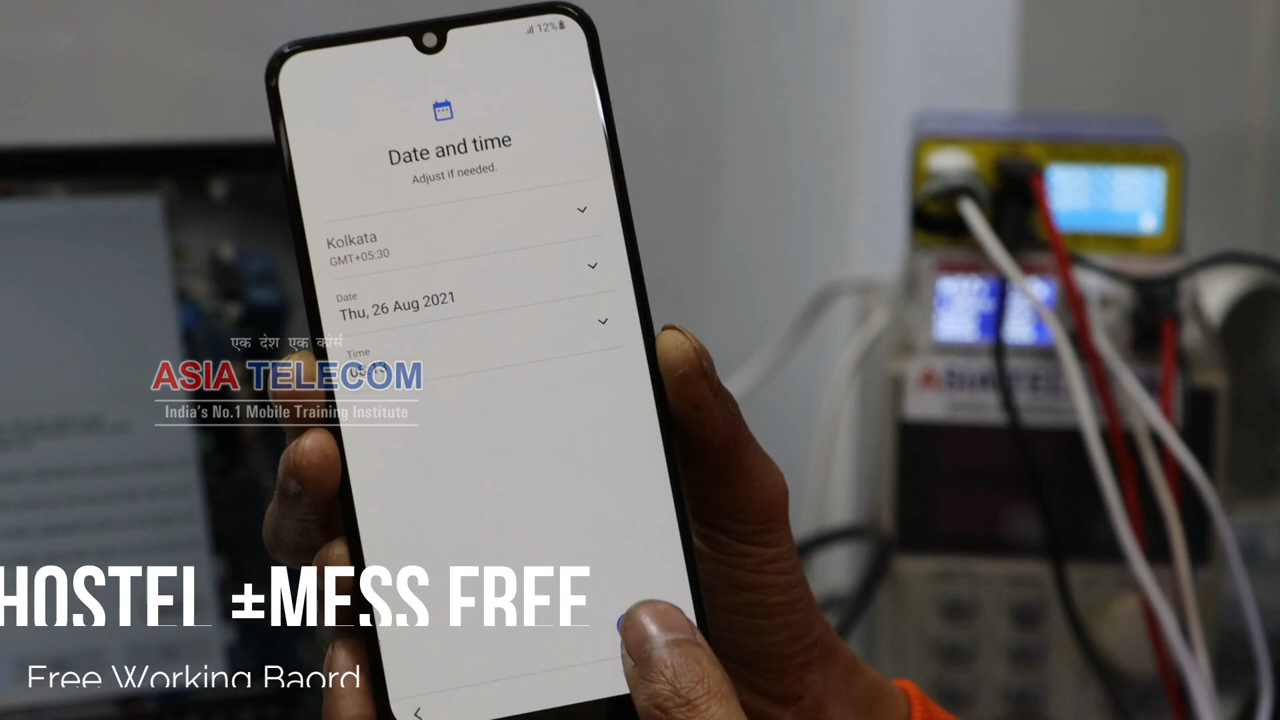 12%
Date and time
Adjust if needed.
Kolkata
GMT+05:30
Date
Thu, 26 Aug 2021
Time
एक देश एक कोर्स
ASIA TELECOM
India's No.1 Mobile Training Institute
HOSTEL +MESS FREE
Free Working Baord